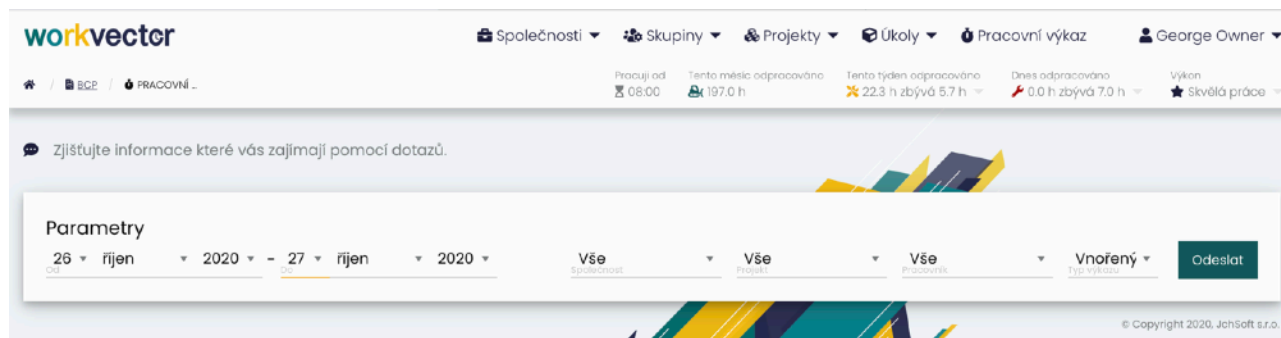 workvector
Společnosti Skupiny Projekty Úkoly Pracovní výkaz George Owner
/ BCP / PRACOVNÍ ...
Pracuji od Tento měsíc odpracováno Tento týden odpracováno Dnes odpracováno Výkon
08:00 197.0 h 22.3 h zbývá 5.7 h 0.0 h zbývá 7.0 h Skvělá práce
Zjišťujte informace které vás zajímají pomocí dotazů.
Parametry
26 říjen 2020 - 27 říjen 2020 Vše Vše Vše Vnořený Odeslat
Od Do Společnost Projekt Pracovník Typ výkazu
© Copyright 2020, JchSoft s.r.o.